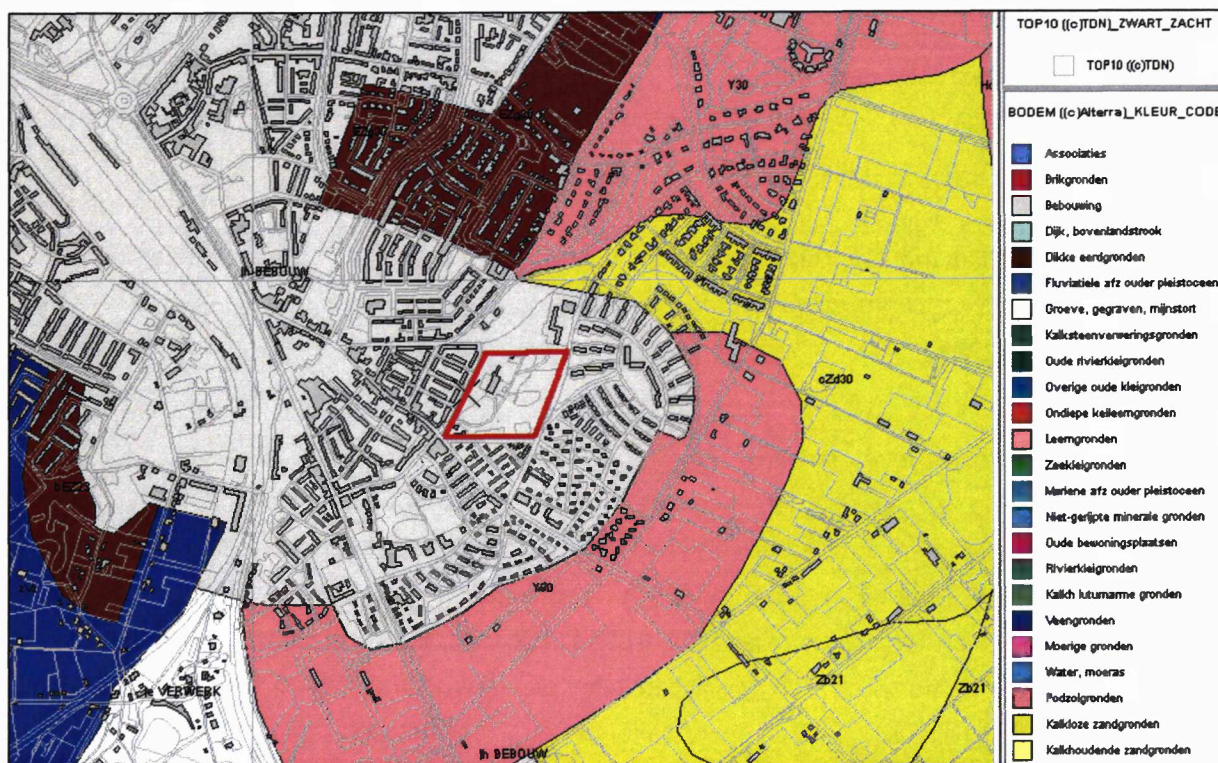 TOP10 ((c)TDN)_ZWART_ZACHT
TOP10 ((c)TDN)
BODEM ((c)Alterra)_KLEUR_CODE
Associaties
Brikgronden
Bebouwing
Dijk, bovenlandstrook
Dikke eerdgronden
Fluviatiele afz ouder pleistoceen
Groeve, gegraven, mijnstort
Kalksteenverweringsgronden
Oude rivierkleigronden
Overige oude kleigronden
Ondiepe keileemgronden
Leemgronden
Zeekleigronden
Mariene afz ouder pleistoceen
Niet-gerijpte minerale gronden
Oude bewoningsplaatsen
Rivierkleigronden
Kalkh lutumarme gronden
Veengronden
Moerige gronden
Water, moeras
Podzolgronden
Kalkloze zandgronden
Kalkhoudende zandgronden
Y30
BEBOUW
cZd30
Y30
VERWERK
Zb21
Zb21
BEBOUW